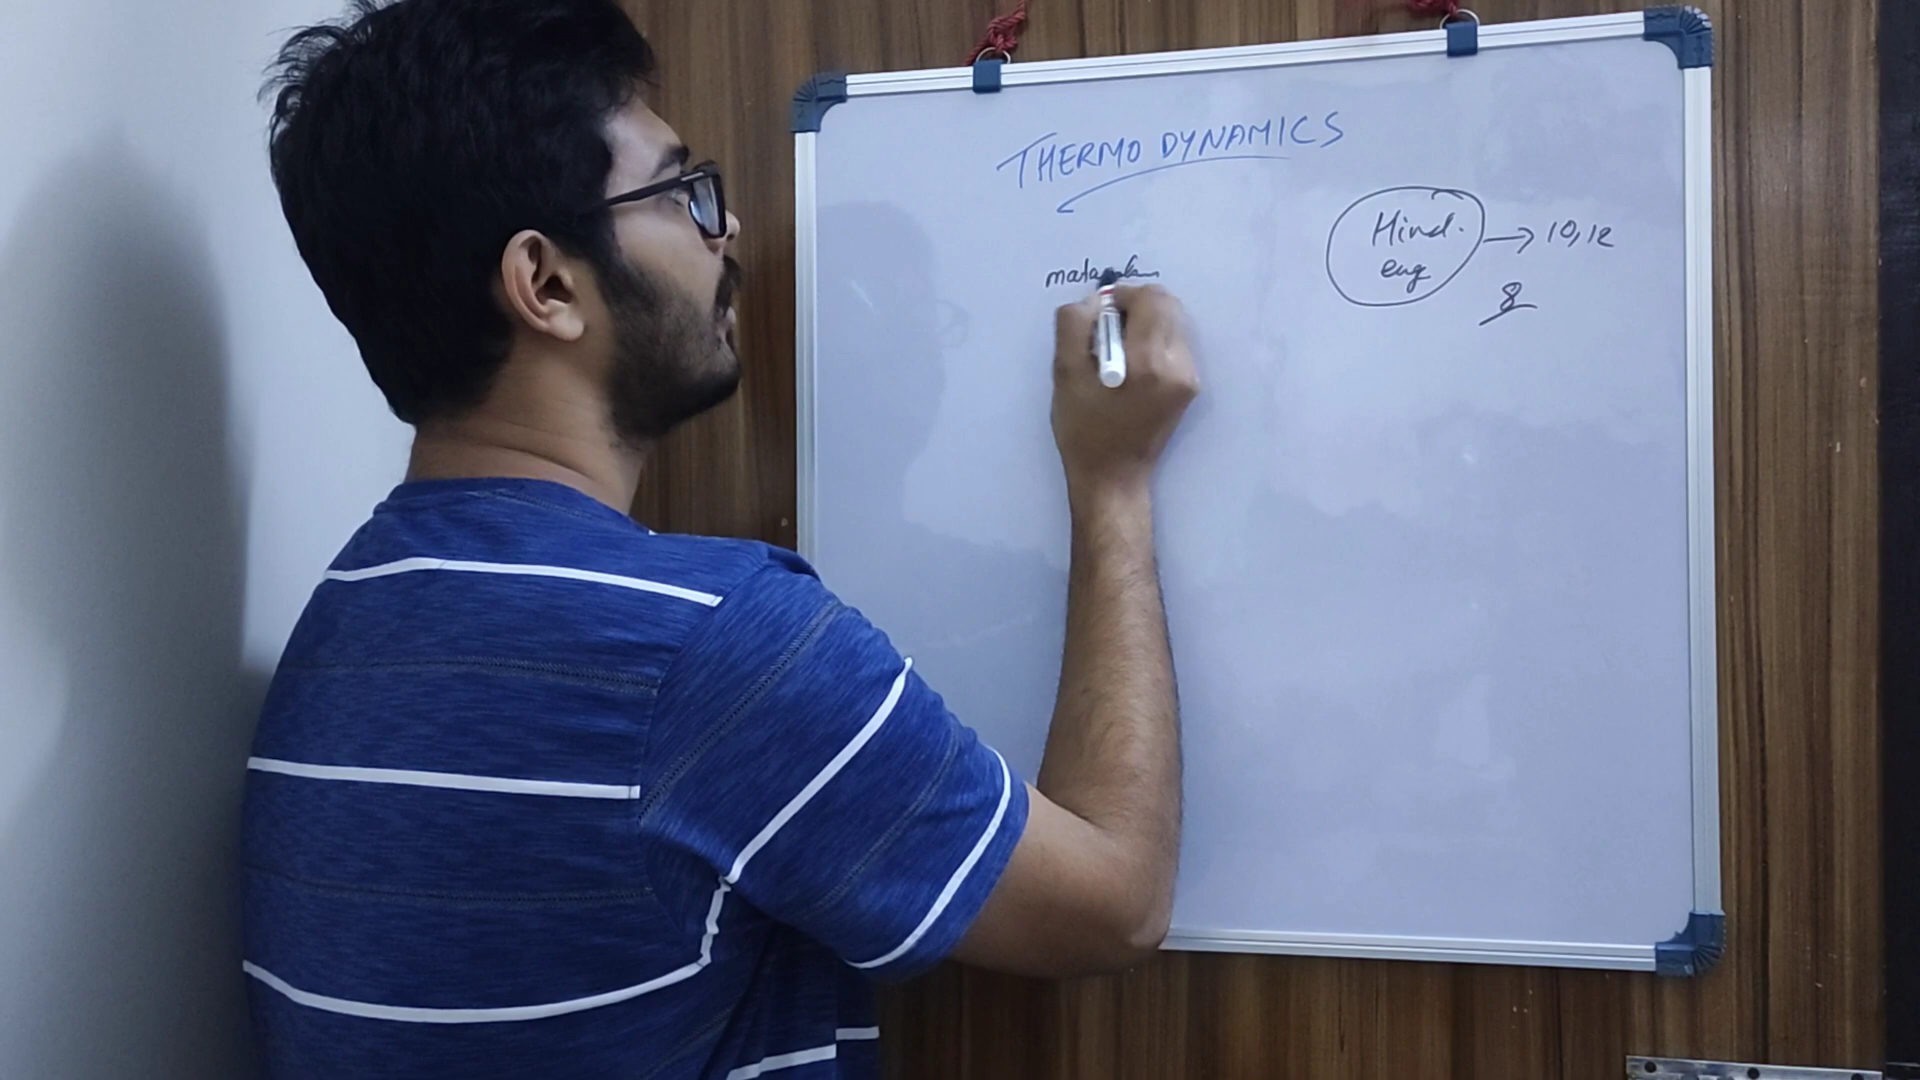 THERMO DYNAMICS
Hind. → 10,12
eng
8